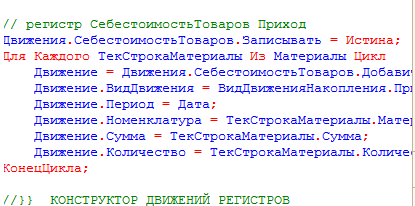 // регистр СебестоимостьТоваров Приход
Движения.СебестоимостьТоваров.Записывать = Истина;
Для Каждого ТекСтрокаМатериалы Из Материалы Цикл
Движение = Движения.СебестоимостьТоваров.Добавит
Движение.ВидДвижения = ВидДвиженияНакопления.При
Движение.Период = Дата;
Движение.Номенклатура = ТекСтрокаМатериалы.Матер
Движение.Сумма = ТекСтрокаМатериалы.Сумма;
Движение.Количество = ТекСтрокаМатериалы.Количес
КонецЦикла;
//}} КОНСТРУКТОР ДВИЖЕНИЙ РЕГИСТРОВ